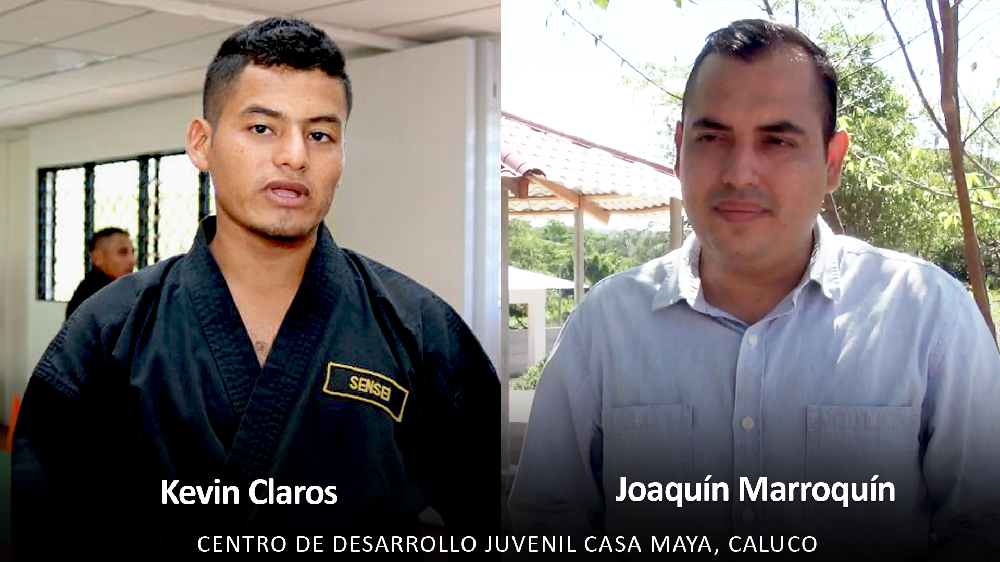 SENSEI
Kevin Claros
Joaquín Marroquín
CENTRO DE DESARROLLO JUVENIL CASA MAYA, CALUCO